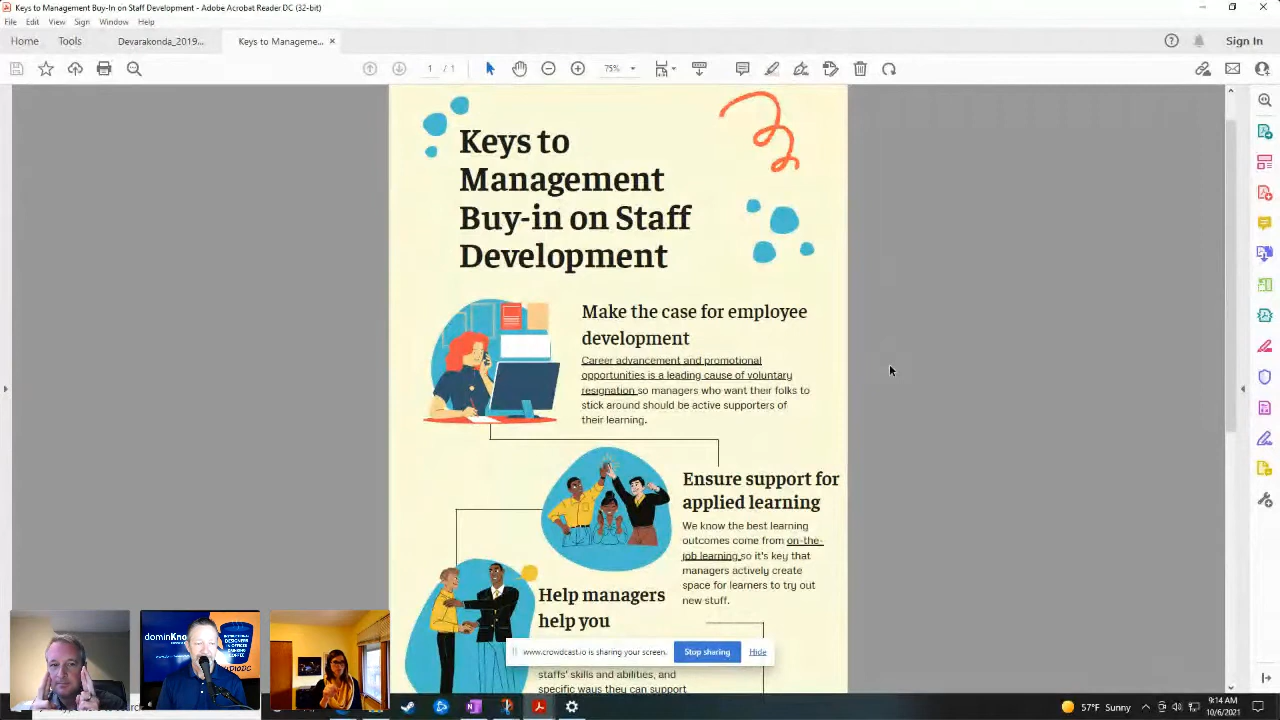 Keys to Management Buy-In on Staff Development - Adobe Acrobat Reader DC (32-bit)
File Edit View Sign Window Help
Home Tools Devarakonda_2019... Keys to Manageme... ×
Sign In
1 / 1 75%
Keys to
Management
Buy-in on Staff
Development
Make the case for employee
development
Career advancement and promotional
opportunities is a leading cause of voluntary
resignation so managers who want their folks to
stick around should be active supporters of
their learning.
Ensure support for
applied learning
We know the best learning
outcomes come from on-the-
job learning so it's key that
managers actively create
space for learners to try out
new stuff.
Help managers
help you
www.crowdcast.io is sharing your screen.
Stop sharing
Hide
staffs' skills and abilities, and
specific ways they can support
dominKno
INSTRUCTIONAL
DESIGNERS
IN OFFICES
DRINKING
COFFEE
57°F Sunny
9:14 AM
10/6/2021